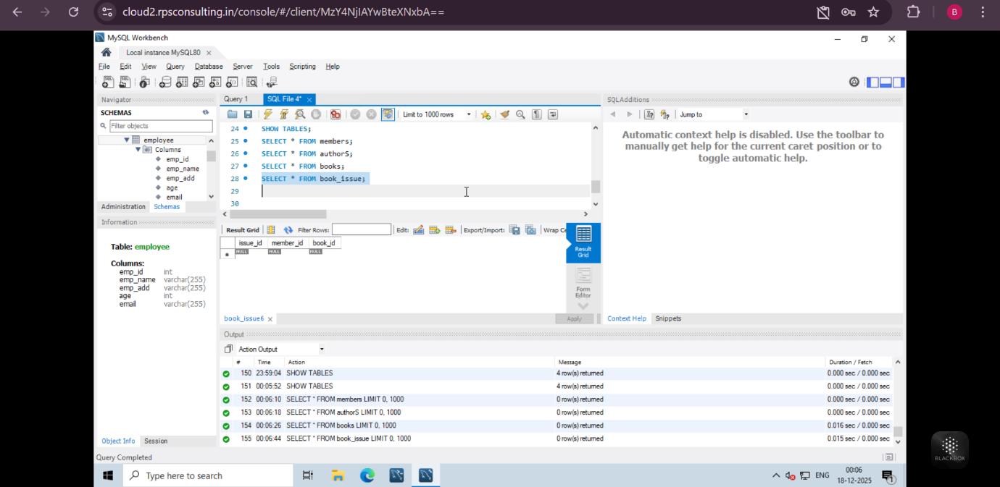 cloud2.rpsconsulting.in/console/#/client/MzY4NjIAYwBteXNxbA==
B
MySQL Workbench
Local instance MySQL80
File Edit View Query Database Server Tools Scripting Help
Navigator
SCHEMAS
Filter objects
employee
Columns
emp_id
emp_name
emp_add
age
email
Administration Schemas
Information
Table: employee
Columns:
emp_id int
emp_name varchar(255)
emp_add varchar(255)
age int
email varchar(255)
Object Info Session
Query 1 SQL File 4*
Limit to 1000 rows
24 SHOW TABLES;
25 SELECT * FROM members;
26 SELECT * FROM authorS;
27 SELECT * FROM books;
28 SELECT * FROM book_issue;
29
30
Result Grid Filter Rows: Edit: Export/Import: Wrap Ce
issue_id member_id book_id
NULL NULL NULL
Result Grid
Form Editor
book_issue6
Apply
SQLAdditions
Jump to
Automatic context help is disabled. Use the toolbar to
manually get help for the current caret position or to
toggle automatic help.
Context Help Snippets
Output
Action Output
# Time Action Message Duration / Fetch
150 23:59:04 SHOW TABLES 4 row(s) returned 0.000 sec / 0.000 sec
151 00:05:52 SHOW TABLES 4 row(s) returned 0.000 sec / 0.000 sec
152 00:06:10 SELECT * FROM members LIMIT 0, 1000 0 row(s) returned 0.000 sec / 0.000 sec
153 00:06:18 SELECT * FROM authorS LIMIT 0, 1000 0 row(s) returned 0.000 sec / 0.000 sec
154 00:06:26 SELECT * FROM books LIMIT 0, 1000 0 row(s) returned 0.016 sec / 0.000 sec
155 00:06:44 SELECT * FROM book_issue LIMIT 0, 1000 0 row(s) returned 0.015 sec / 0.000 sec
Query Completed
BLACKBOX
Type here to search
ENG
00:06
18-12-2025
1